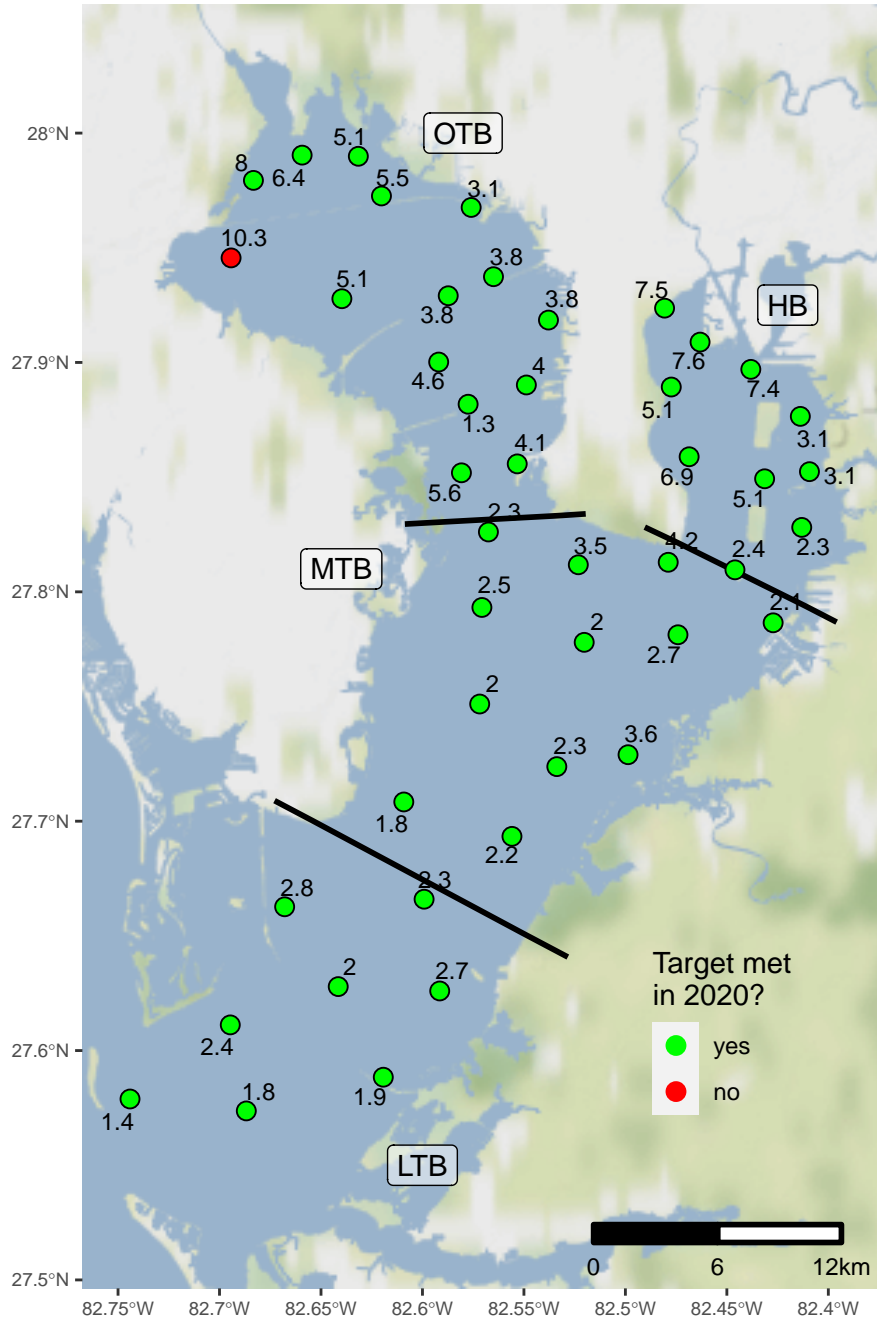 OTB
28°N
5.1
8
6.4
5.5
3.1
10.3
3.8
5.1
3.8
3.8
7.5
HB
7.6
27.9°N
4.6
4
7.4
5.1
1.3
3.1
4.1
6.9
3.1
5.6
5.1
2.3
2.3
3.5
4.2
2.4
MTB
2.5
2.4
27.8°N
2
2.7
2
2.3
3.6
27.7°N
1.8
2.2
2.3
2.8
2
2.7
Target met
in 2020?
2.4
27.6°N
yes
1.8
1.9
no
1.4
LTB
0 6 12km
27.5°N
82.75°W 82.7°W 82.65°W 82.6°W 82.55°W 82.5°W 82.45°W 82.4°W